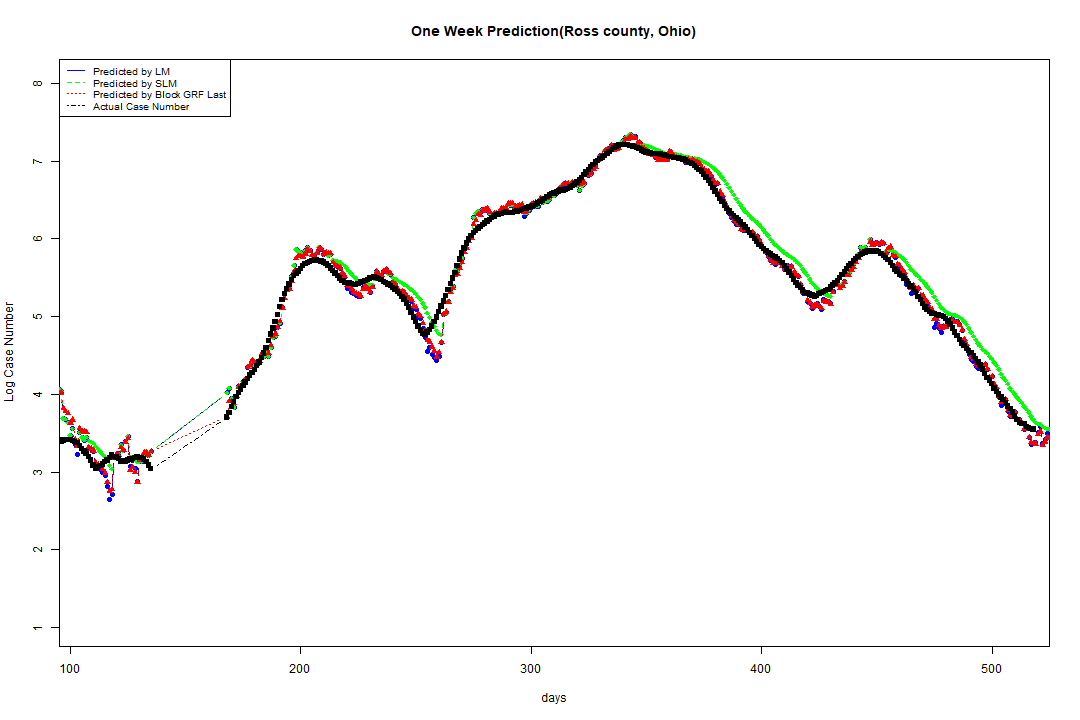 One Week Prediction(Ross county, Ohio)
Predicted by LM
Predicted by SLM
Predicted by Block GRF Last
Actual Case Number
Log Case Number
8
7
6
5
4
3
2
1
100 200 300 400 500
days